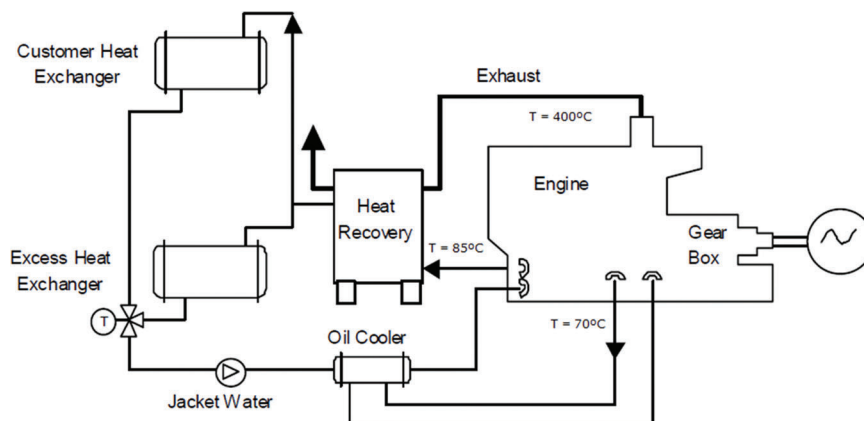 Customer Heat
Exchanger
Exhaust
T = 400ºC
Engine
Heat
Recovery
Gear
Box
T = 85ºC
Excess Heat
Exchanger
T
T = 70ºC
Oil Cooler
Jacket Water